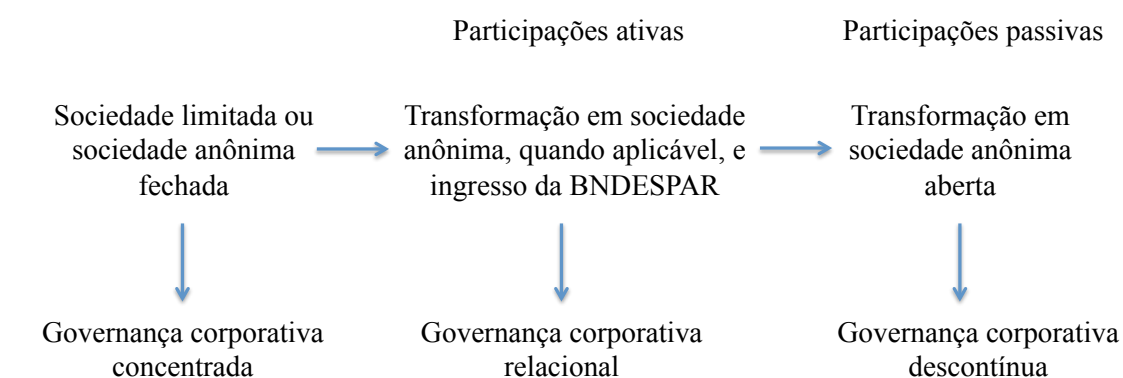 Participações ativas
Participações passivas
Sociedade limitada ou
sociedade anônima
fechada
Transformação em sociedade
anônima, quando aplicável, e
ingresso da BNDESPAR
Transformação em
sociedade anônima
aberta
Governança corporativa
concentrada
Governança corporativa
relacional
Governança corporativa
descontínua